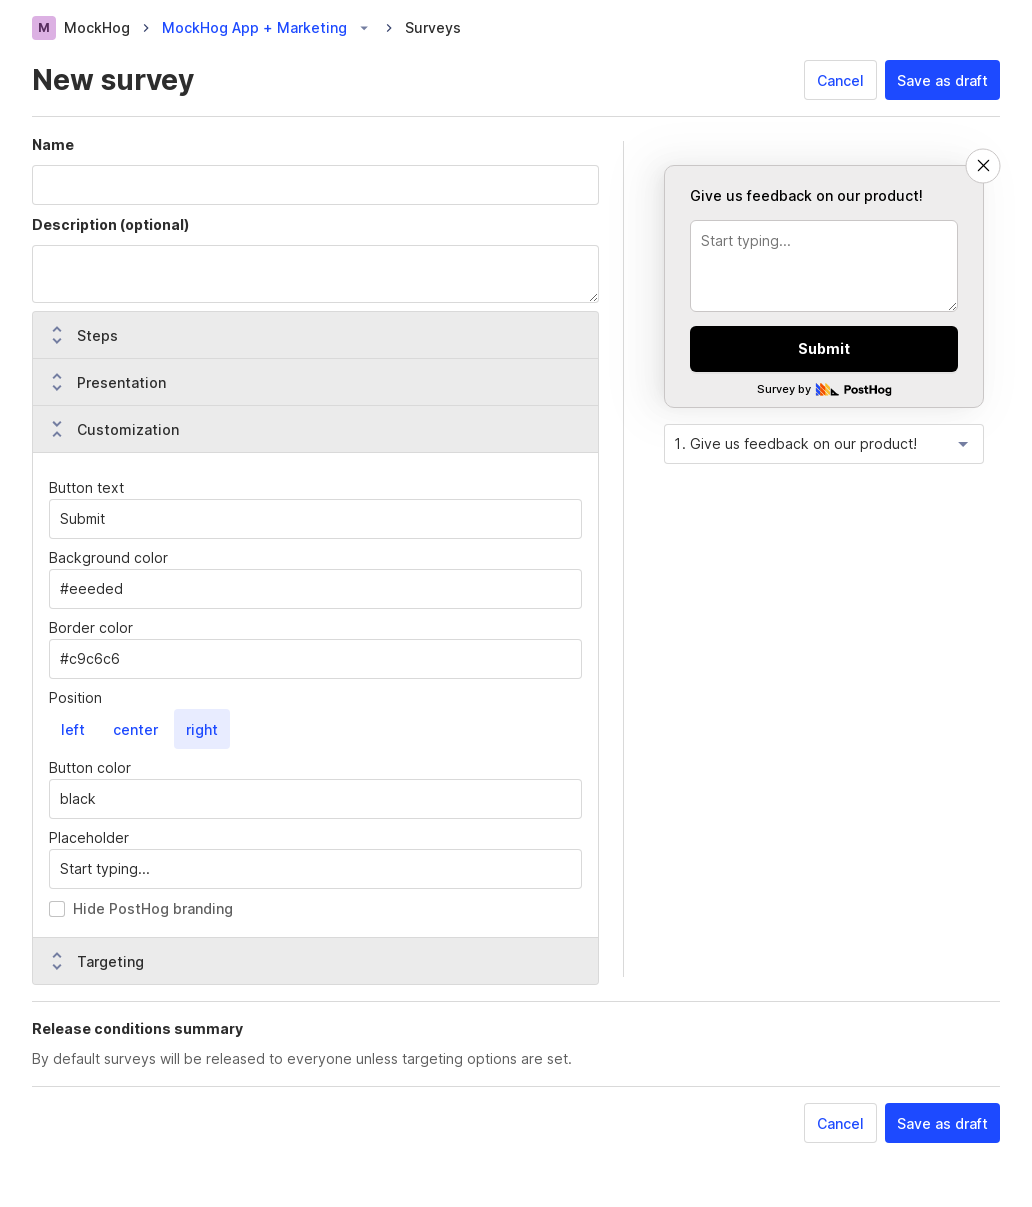 M MockHog MockHog App + Marketing Surveys
New survey
Cancel Save as draft
Name
Description (optional)
Steps
Presentation
Customization
Button text
Submit
Background color
#eeeded
Border color
#c9c6c6
Position
left center right
Button color
black
Placeholder
Start typing...
Hide PostHog branding
Targeting
Give us feedback on our product!
Start typing...
Submit
Survey by PostHog
1. Give us feedback on our product!
Release conditions summary
By default surveys will be released to everyone unless targeting options are set.
Cancel Save as draft